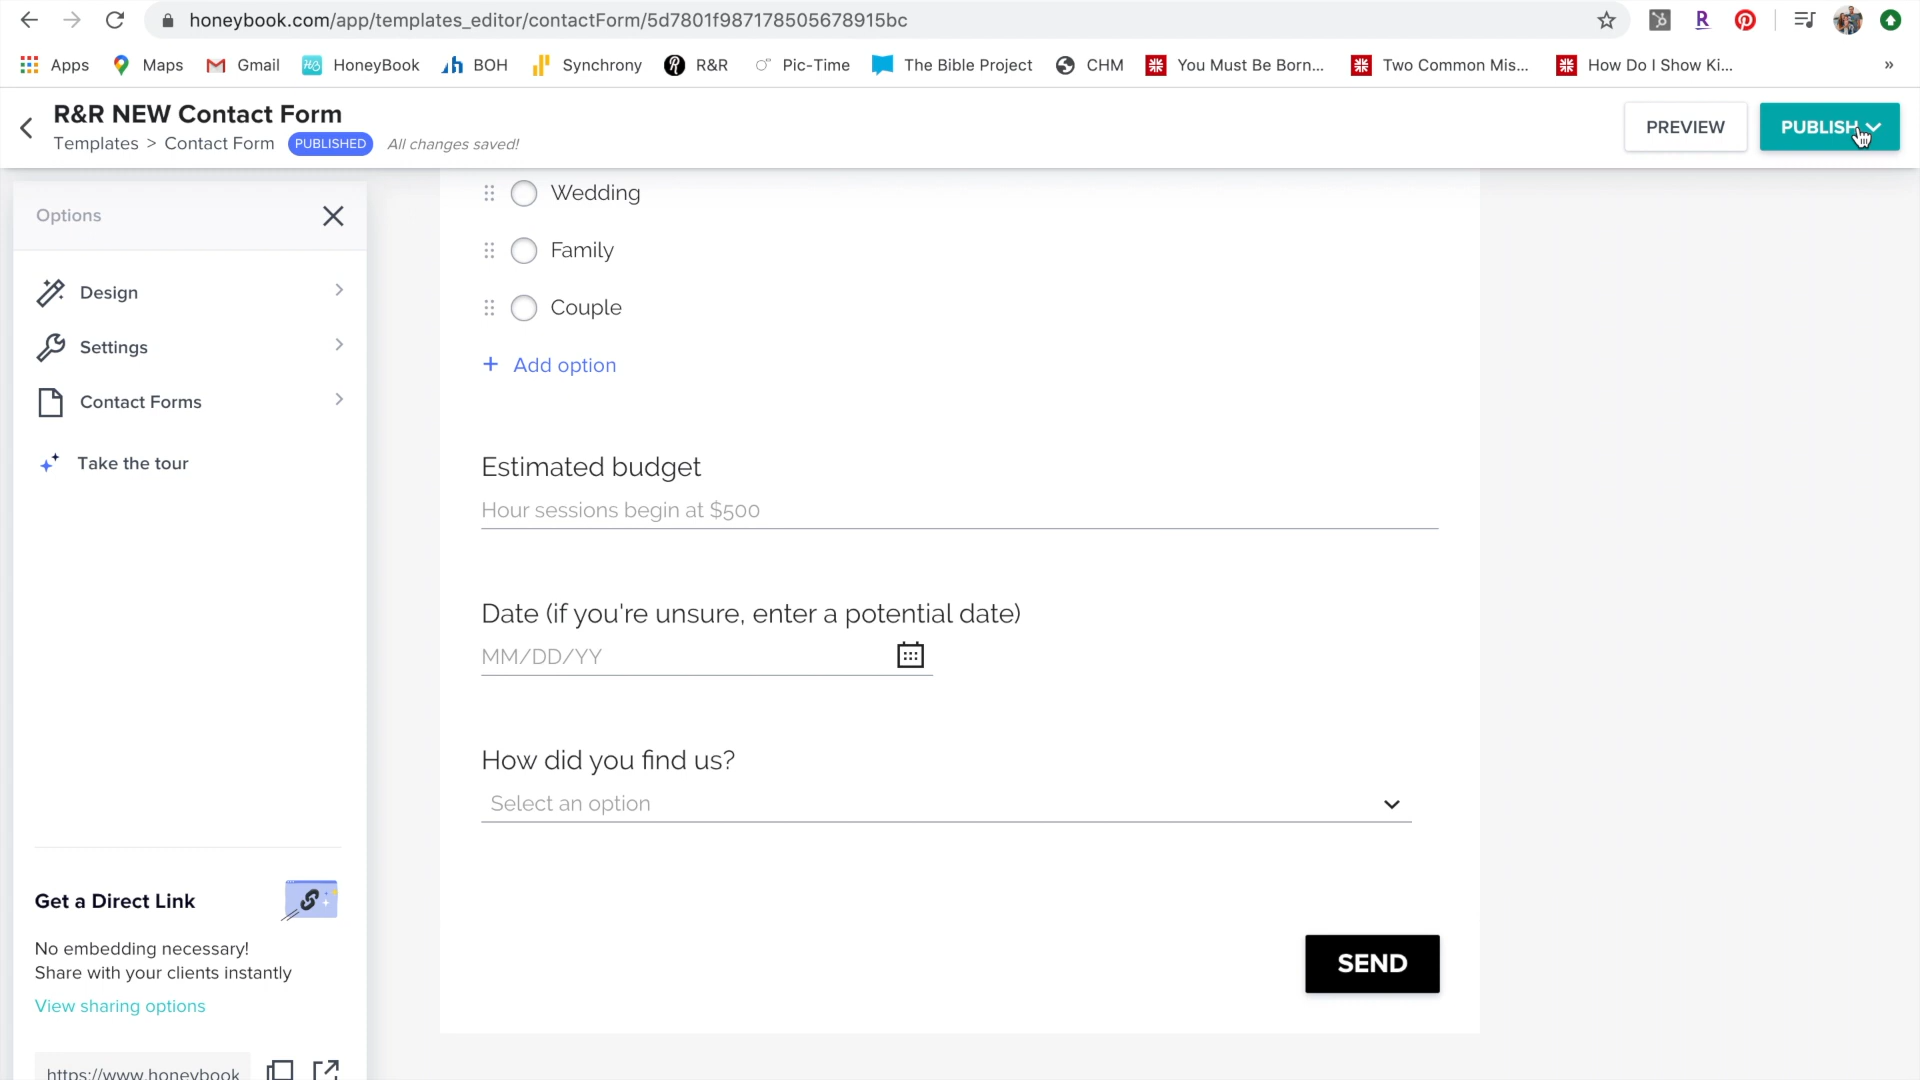 honeybook.com/app/templates_editor/contactForm/5d7801f987178505678915bc
Apps Maps Gmail HoneyBook BOH Synchrony R&R Pic-Time The Bible Project CHM You Must Be Born... Two Common Mis... How Do I Show Ki... »
R&R NEW Contact Form
Templates > Contact Form PUBLISHED All changes saved!
PREVIEW
PUBLISH
Options
Design
Settings
Contact Forms
Take the tour
Get a Direct Link
No embedding necessary!
Share with your clients instantly
View sharing options
https://www.honeybook
Wedding
Family
Couple
+ Add option
Estimated budget
Hour sessions begin at $500
Date (if you're unsure, enter a potential date)
MM/DD/YY
How did you find us?
Select an option
SEND